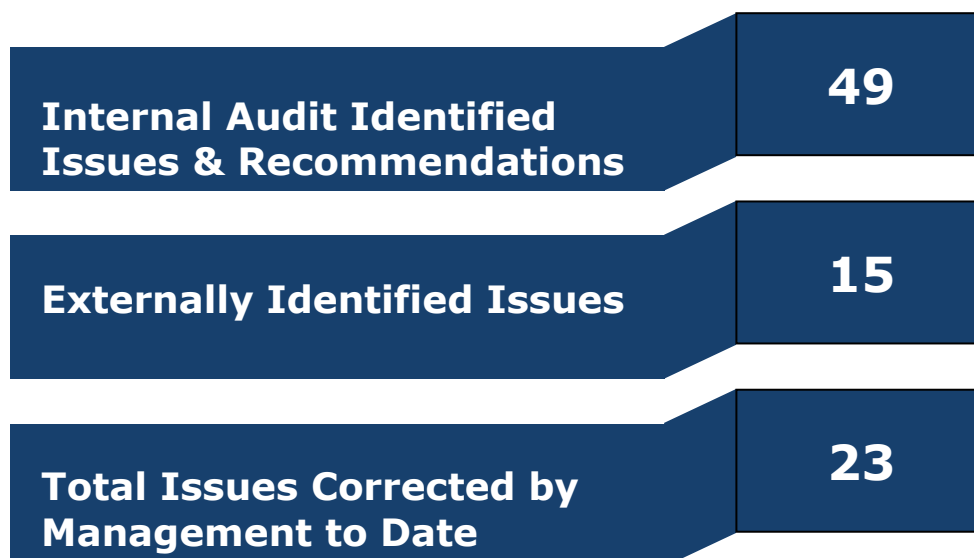 49
Internal Audit Identified
Issues & Recommendations
15
Externally Identified Issues
23
Total Issues Corrected by
Management to Date